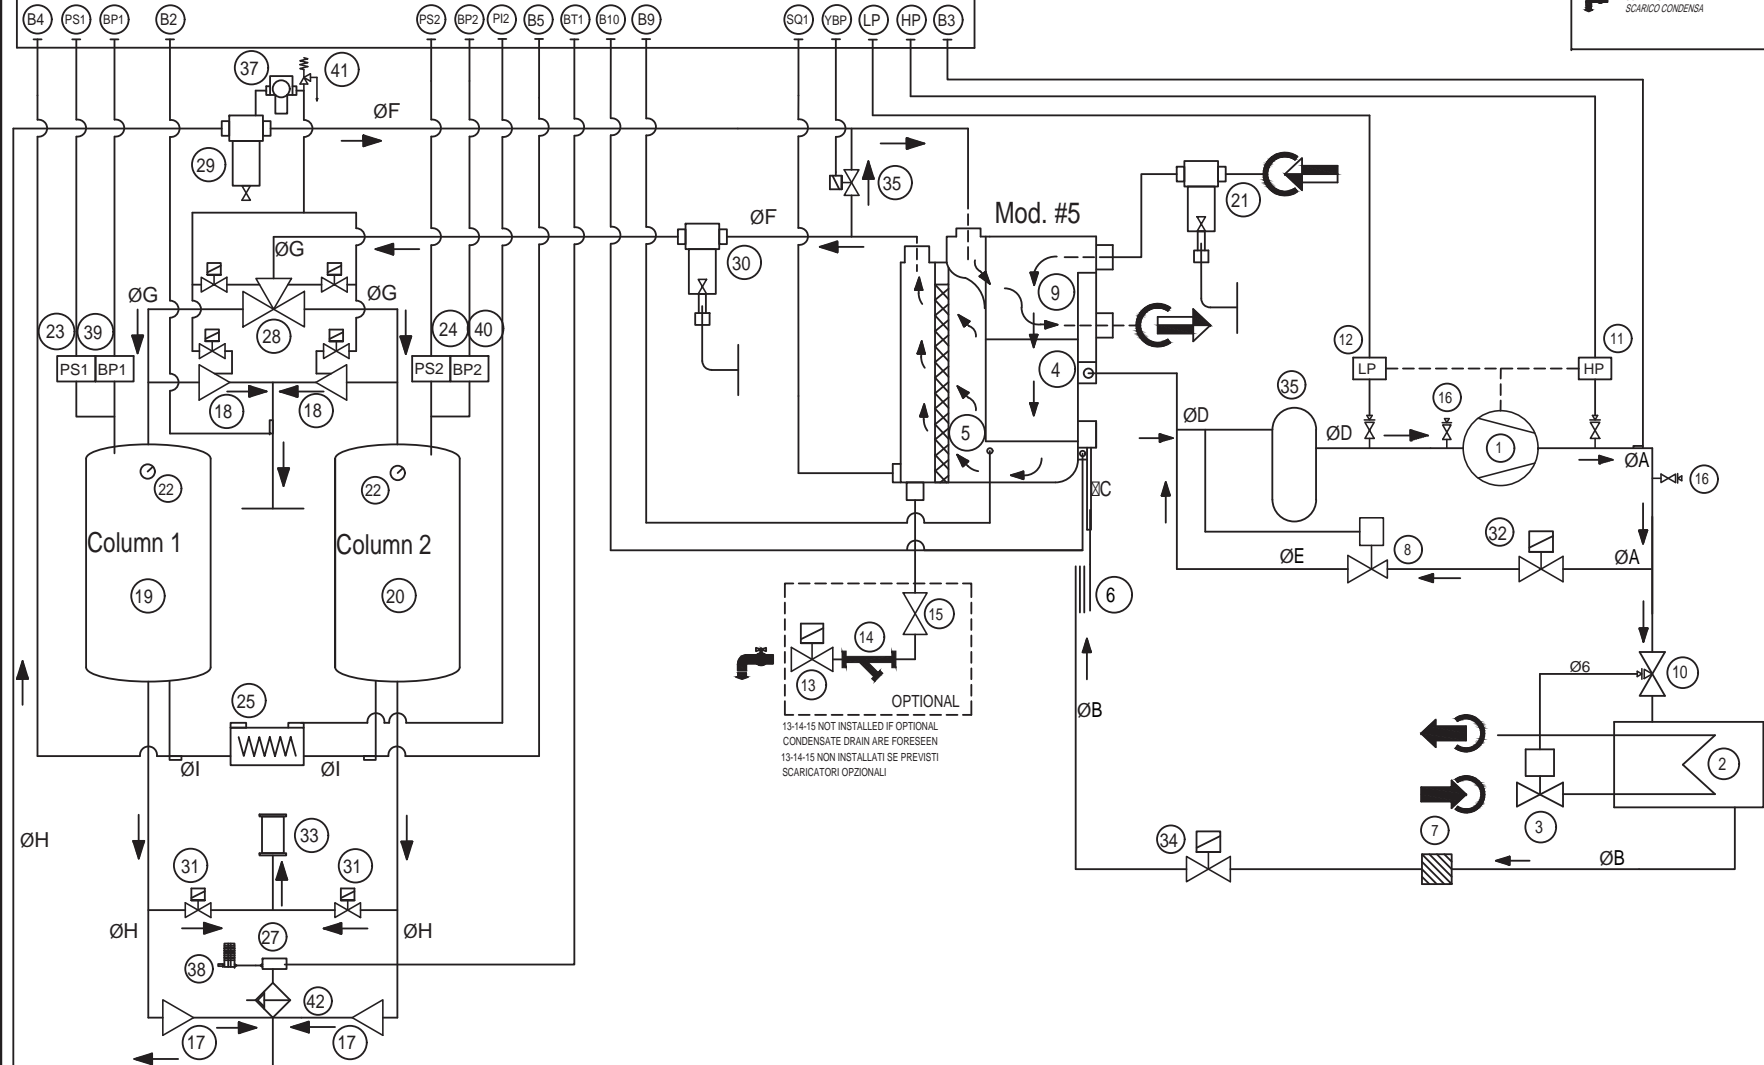 B4 PS1 BP1 B2 PS2 BP2 PI2 B5 BT1 B10 B9 SQ1 YBP LP HP B3
SCARICO CONDENSA
37 41
ØF
29
35
21
Mod. #5
ØF
30
ØG
ØG ØG
9
23 39 28 24 40
12 11
PS1 BP1 PS2 BP2
4
LP HP
35
16
18 18
ØD
5
ØD
1
ØA
22 22
C
16
Column 1 Column 2
32
8
ØE ØA
19 20
6
15
14
13
OPTIONAL
Ø6
10
25
ØB
13-14-15 NOT INSTALLED IF OPTIONAL
CONDENSATE DRAIN ARE FORESEEN
13-14-15 NON INSTALLATI SE PREVISTI
SCARICATORI OPZIONALI
ØI ØI
2
ØH
33
3
7
34
31 31
ØB
ØH ØH
27
38
42
17 17